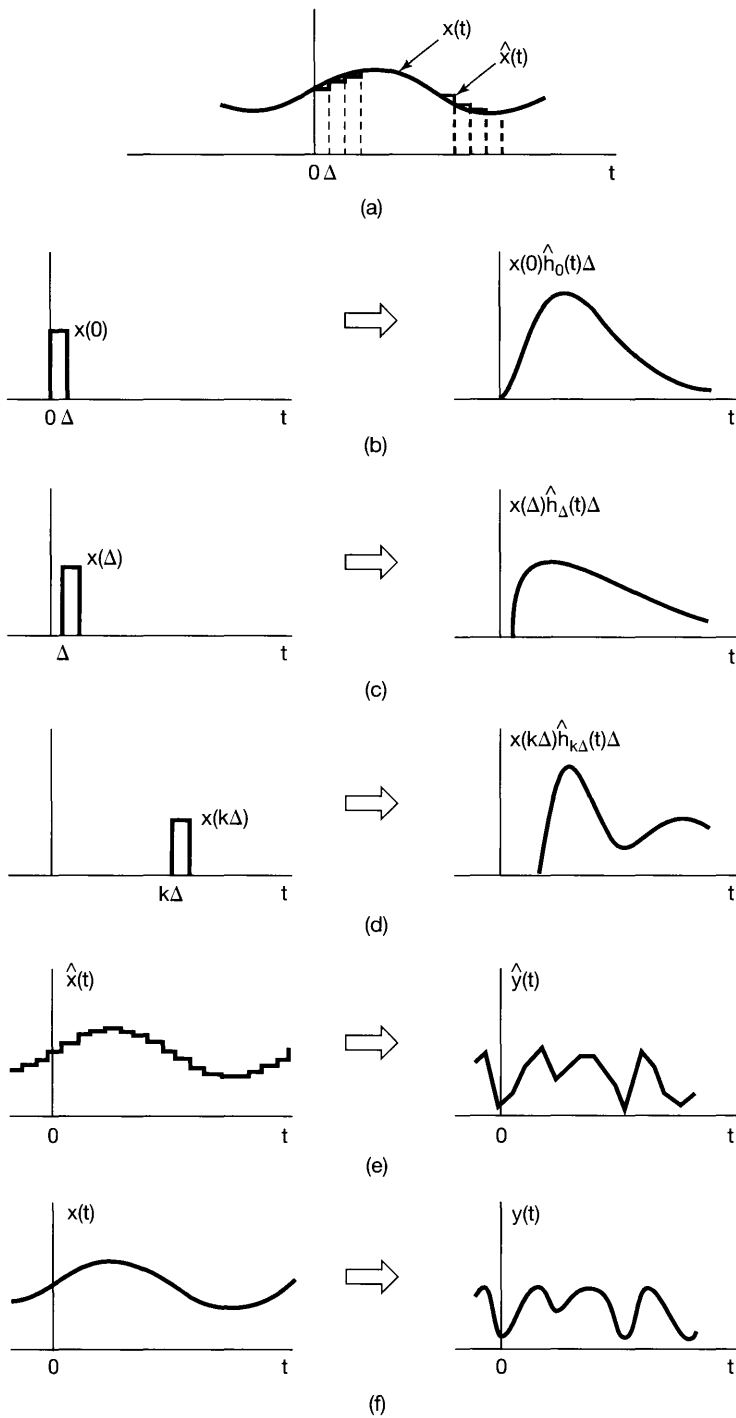 x(t)
x̂(t)
0 Δ t
(a)
x(0)
x(0)ĥ₀(t)Δ
0 Δ t
t
(b)
x(Δ)
x(Δ)ĥ_Δ(t)Δ
Δ t
t
(c)
x(kΔ)
x(kΔ)ĥ_kΔ(t)Δ
kΔ t
t
(d)
x̂(t)
ŷ(t)
0 t
0 t
(e)
x(t)
y(t)
0 t
0 t
(f)